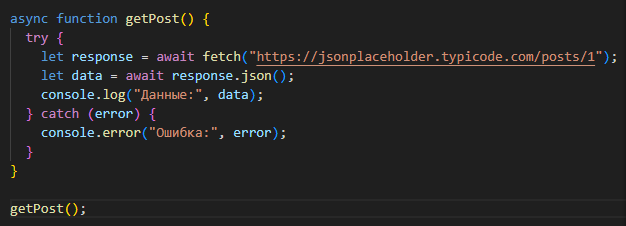 async function getPost() {
  try {
    let response = await fetch("https://jsonplaceholder.typicode.com/posts/1");
    let data = await response.json();
    console.log("Данные:", data);
  } catch (error) {
    console.error("Ошибка:", error);
  }
}

getPost();